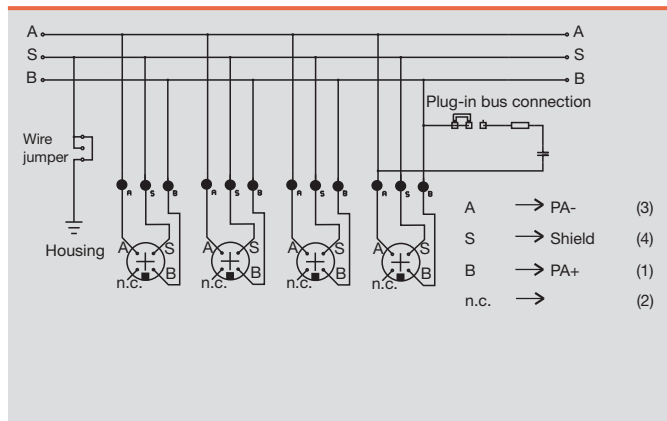 A A
S S
B B
Plug-in bus connection
Wire
jumper
A S B A S B A S B A S B
Housing
A S A S A S A S
B B B B
n.c. n.c. n.c. n.c.
A → PA- (3)
S → Shield (4)
B → PA+ (1)
n.c. → (2)